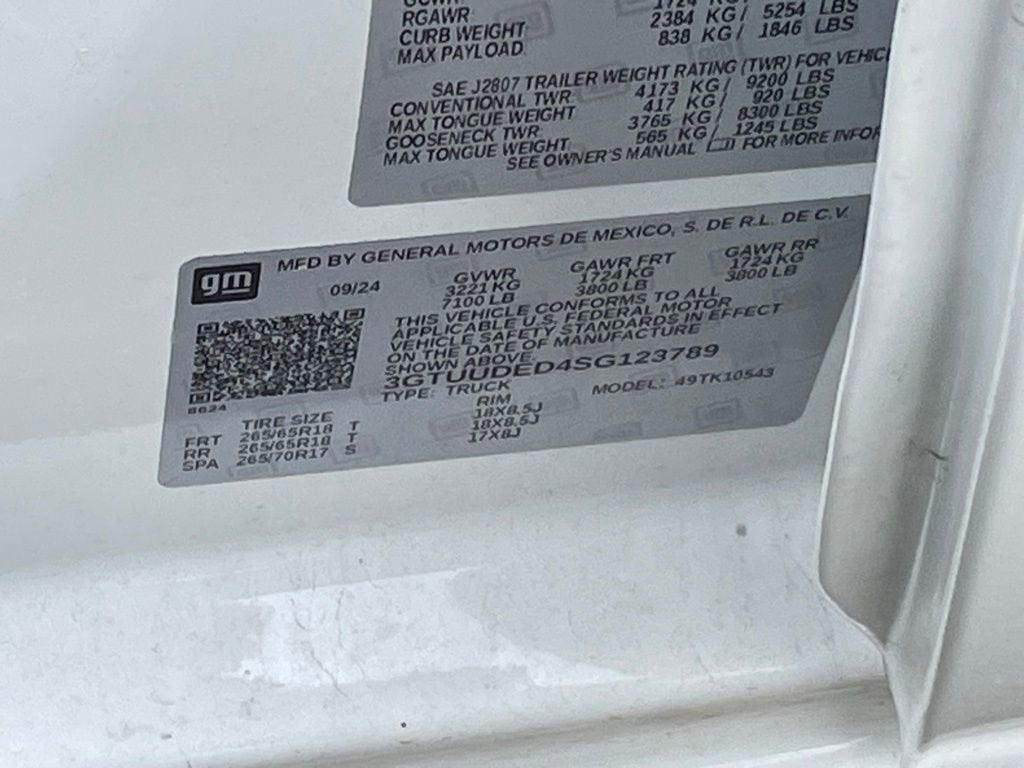 RGAWR 1724 KG/
CURB WEIGHT 2384 KG/ 5254 LBS
MAX PAYLOAD 838 KG/ 1846 LBS
SAE J2807 TRAILER WEIGHT RATING (TWR) FOR VEHIC
CONVENTIONAL TWR 4173 KG/ 9200 LBS
MAX TONGUE WEIGHT 417 KG/ 920 LBS
GOOSENECK TWR 3765 KG/ 8300 LBS
MAX TONGUE WEIGHT 565 KG/ 1245 LBS
SEE OWNER'S MANUAL FOR MORE INFOR
gm MFD BY GENERAL MOTORS DE MEXICO, S. DE R.L. DE C.V.
09/24 GVWR GAWR FRT GAWR RR
3221 KG 1724 KG 1724 KG
7100 LB 3800 LB 3800 LB
THIS VEHICLE CONFORMS TO ALL
APPLICABLE U.S. FEDERAL MOTOR
VEHICLE SAFETY STANDARDS IN EFFECT
ON THE DATE OF MANUFACTURE
SHOWN ABOVE.
3GTUUDED4SG123789
TYPE: TRUCK MODEL: 49TK10543
8624
TIRE SIZE RIM
FRT 265/65R18 T 18X8.5J
RR 265/65R18 T 18X8.5J
SPA 265/70R17 S 17X8J